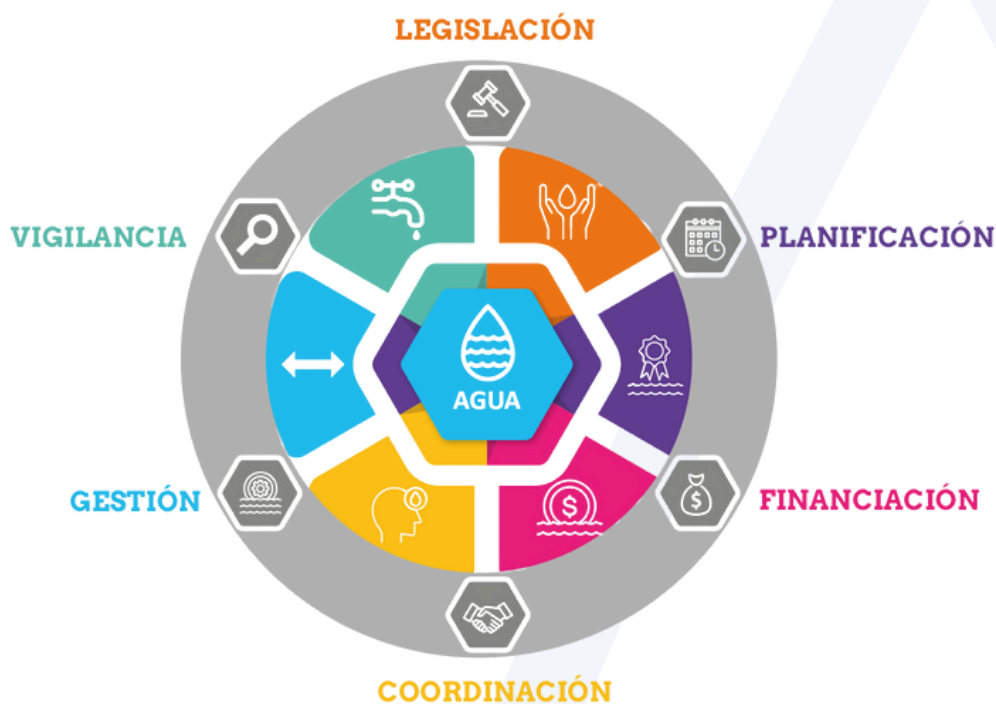 LEGISLACIÓN
VIGILANCIA
PLANIFICACIÓN
AGUA
$
$
GESTIÓN
FINANCIACIÓN
COORDINACIÓN